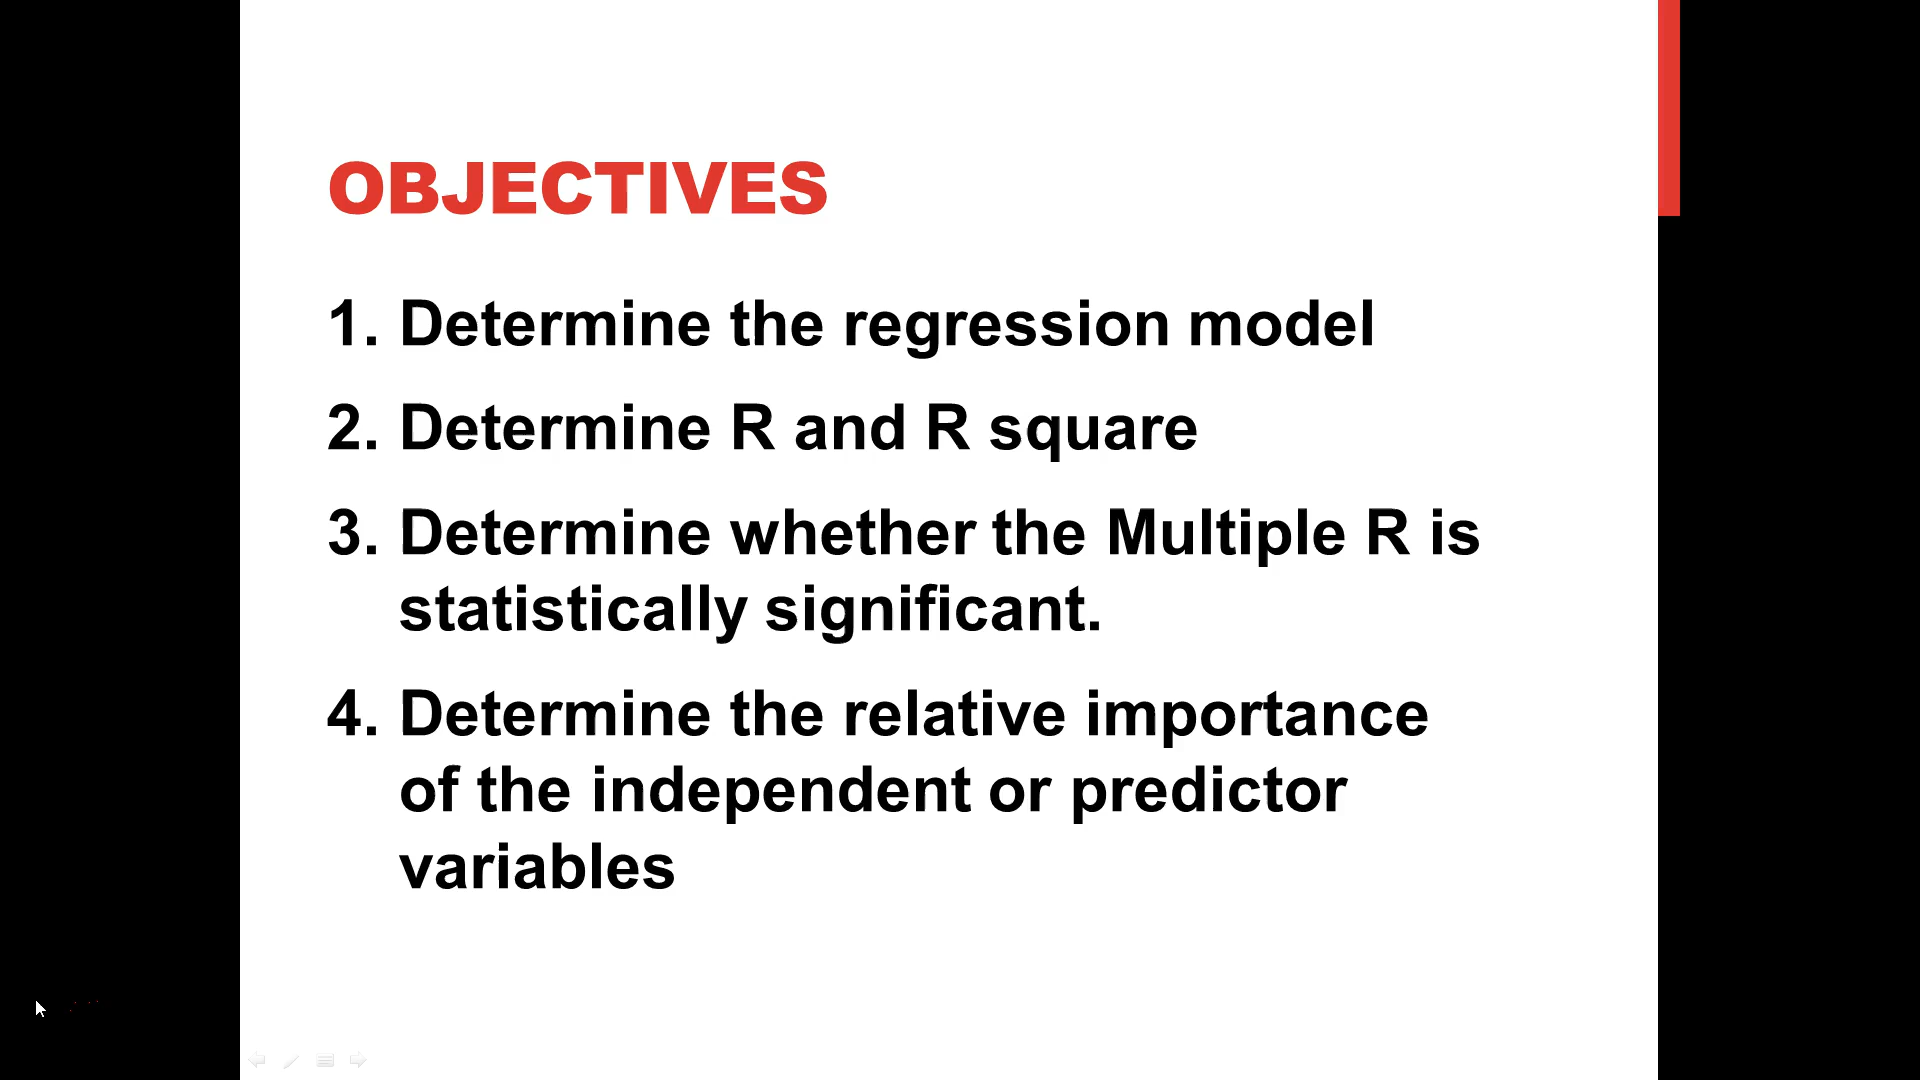 OBJECTIVES
1. Determine the regression model
2. Determine R and R square
3. Determine whether the Multiple R is
statistically significant.
4. Determine the relative importance
of the independent or predictor
variables